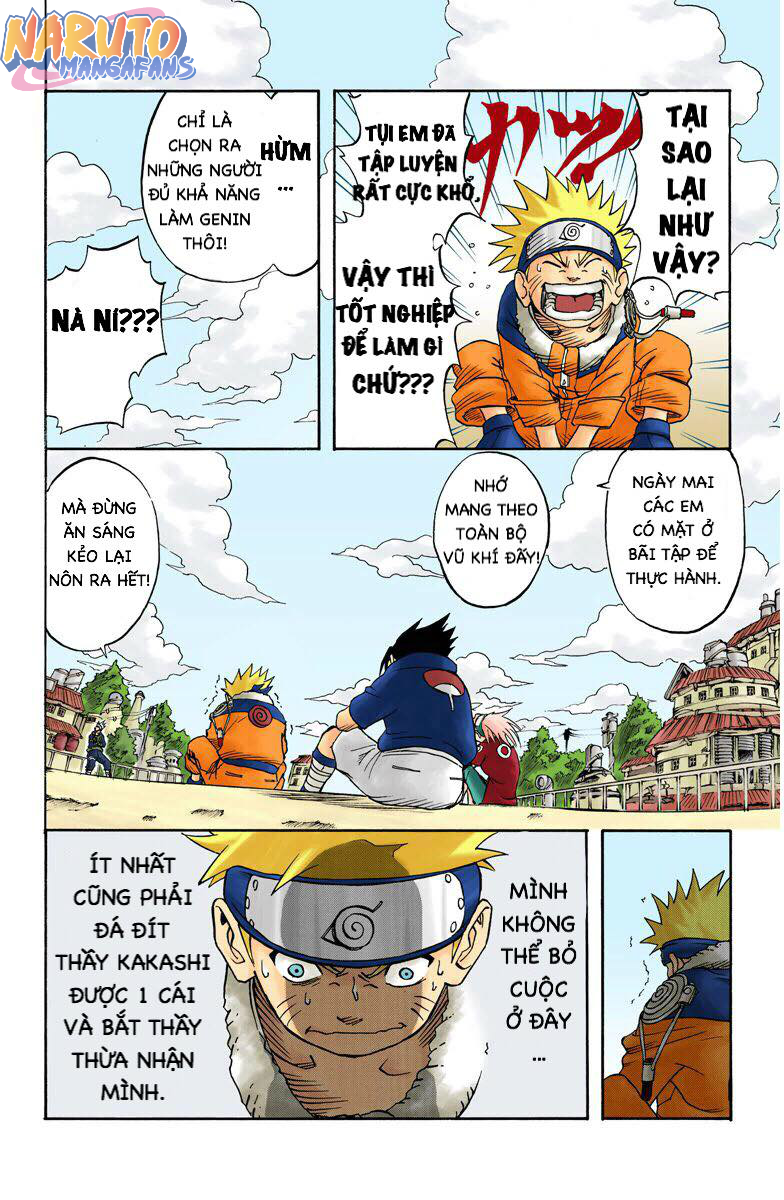 NARUTO
MANGAFANS
TẠI
SAO
LẠI
NHƯ
VẬY?
TỤI EM ĐÃ
TẬP LUYỆN
RẤT CỰC KHỔ,
VẬY THÌ
TỐT NGHIỆP
ĐỂ LÀM GÌ
CHỨ???
HỪM
...
CHỈ LÀ
CHỌN RA
NHỮNG NGƯỜI
ĐỦ KHẢ NĂNG
LÀM GENIN
THÔI!
NÀ NÍ???
NGÀY MAI
CÁC EM
CÓ MẶT Ở
BÃI TẬP ĐỂ
THỰC HÀNH.
NHỚ
MANG THEO
TOÀN BỘ
VŨ KHÍ ĐẤY!
MÀ ĐỪNG
ĂN SÁNG
KẺO LẠI
NÔN RA HẾT!
MÌNH
KHÔNG
THỂ BỎ
CUỘC
Ở ĐÂY
...
ÍT NHẤT
CŨNG PHẢI
ĐÁ ĐÍT
THẦY KAKASHI
ĐƯỢC 1 CÁI
VÀ BẮT THẦY
THỪA NHẬN
MÌNH.